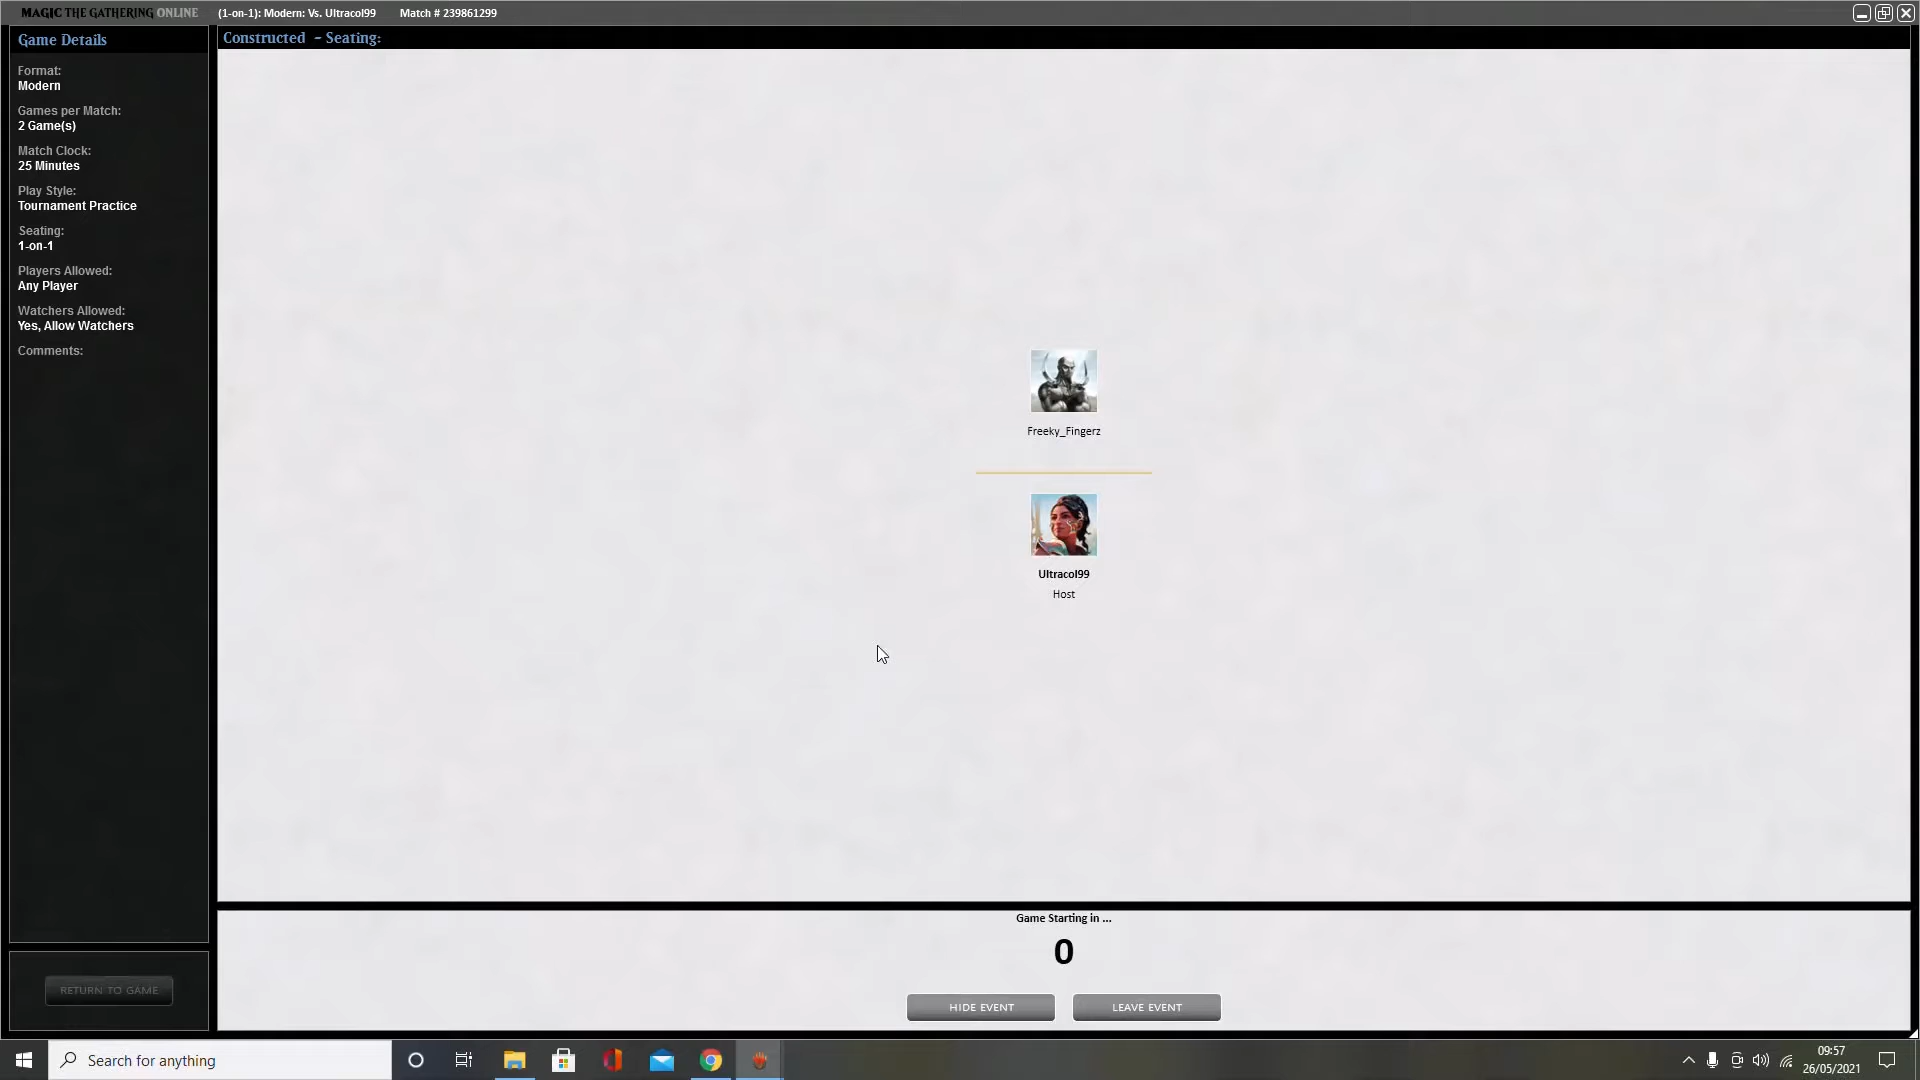 MAGIC THE GATHERING ONLINE (1-on-1): Modern: Vs. Ultracol99 Match # 239861299
Game Details
Format:
Modern
Games per Match:
2 Game(s)
Match Clock:
25 Minutes
Play Style:
Tournament Practice
Seating:
1-on-1
Players Allowed:
Any Player
Watchers Allowed:
Yes, Allow Watchers
Comments:
RETURN TO GAME
Constructed - Seating:
Freeky_Fingerz
Ultracol99
Host
Game Starting in ...
0
HIDE EVENT LEAVE EVENT
Search for anything
09:57
26/05/2021